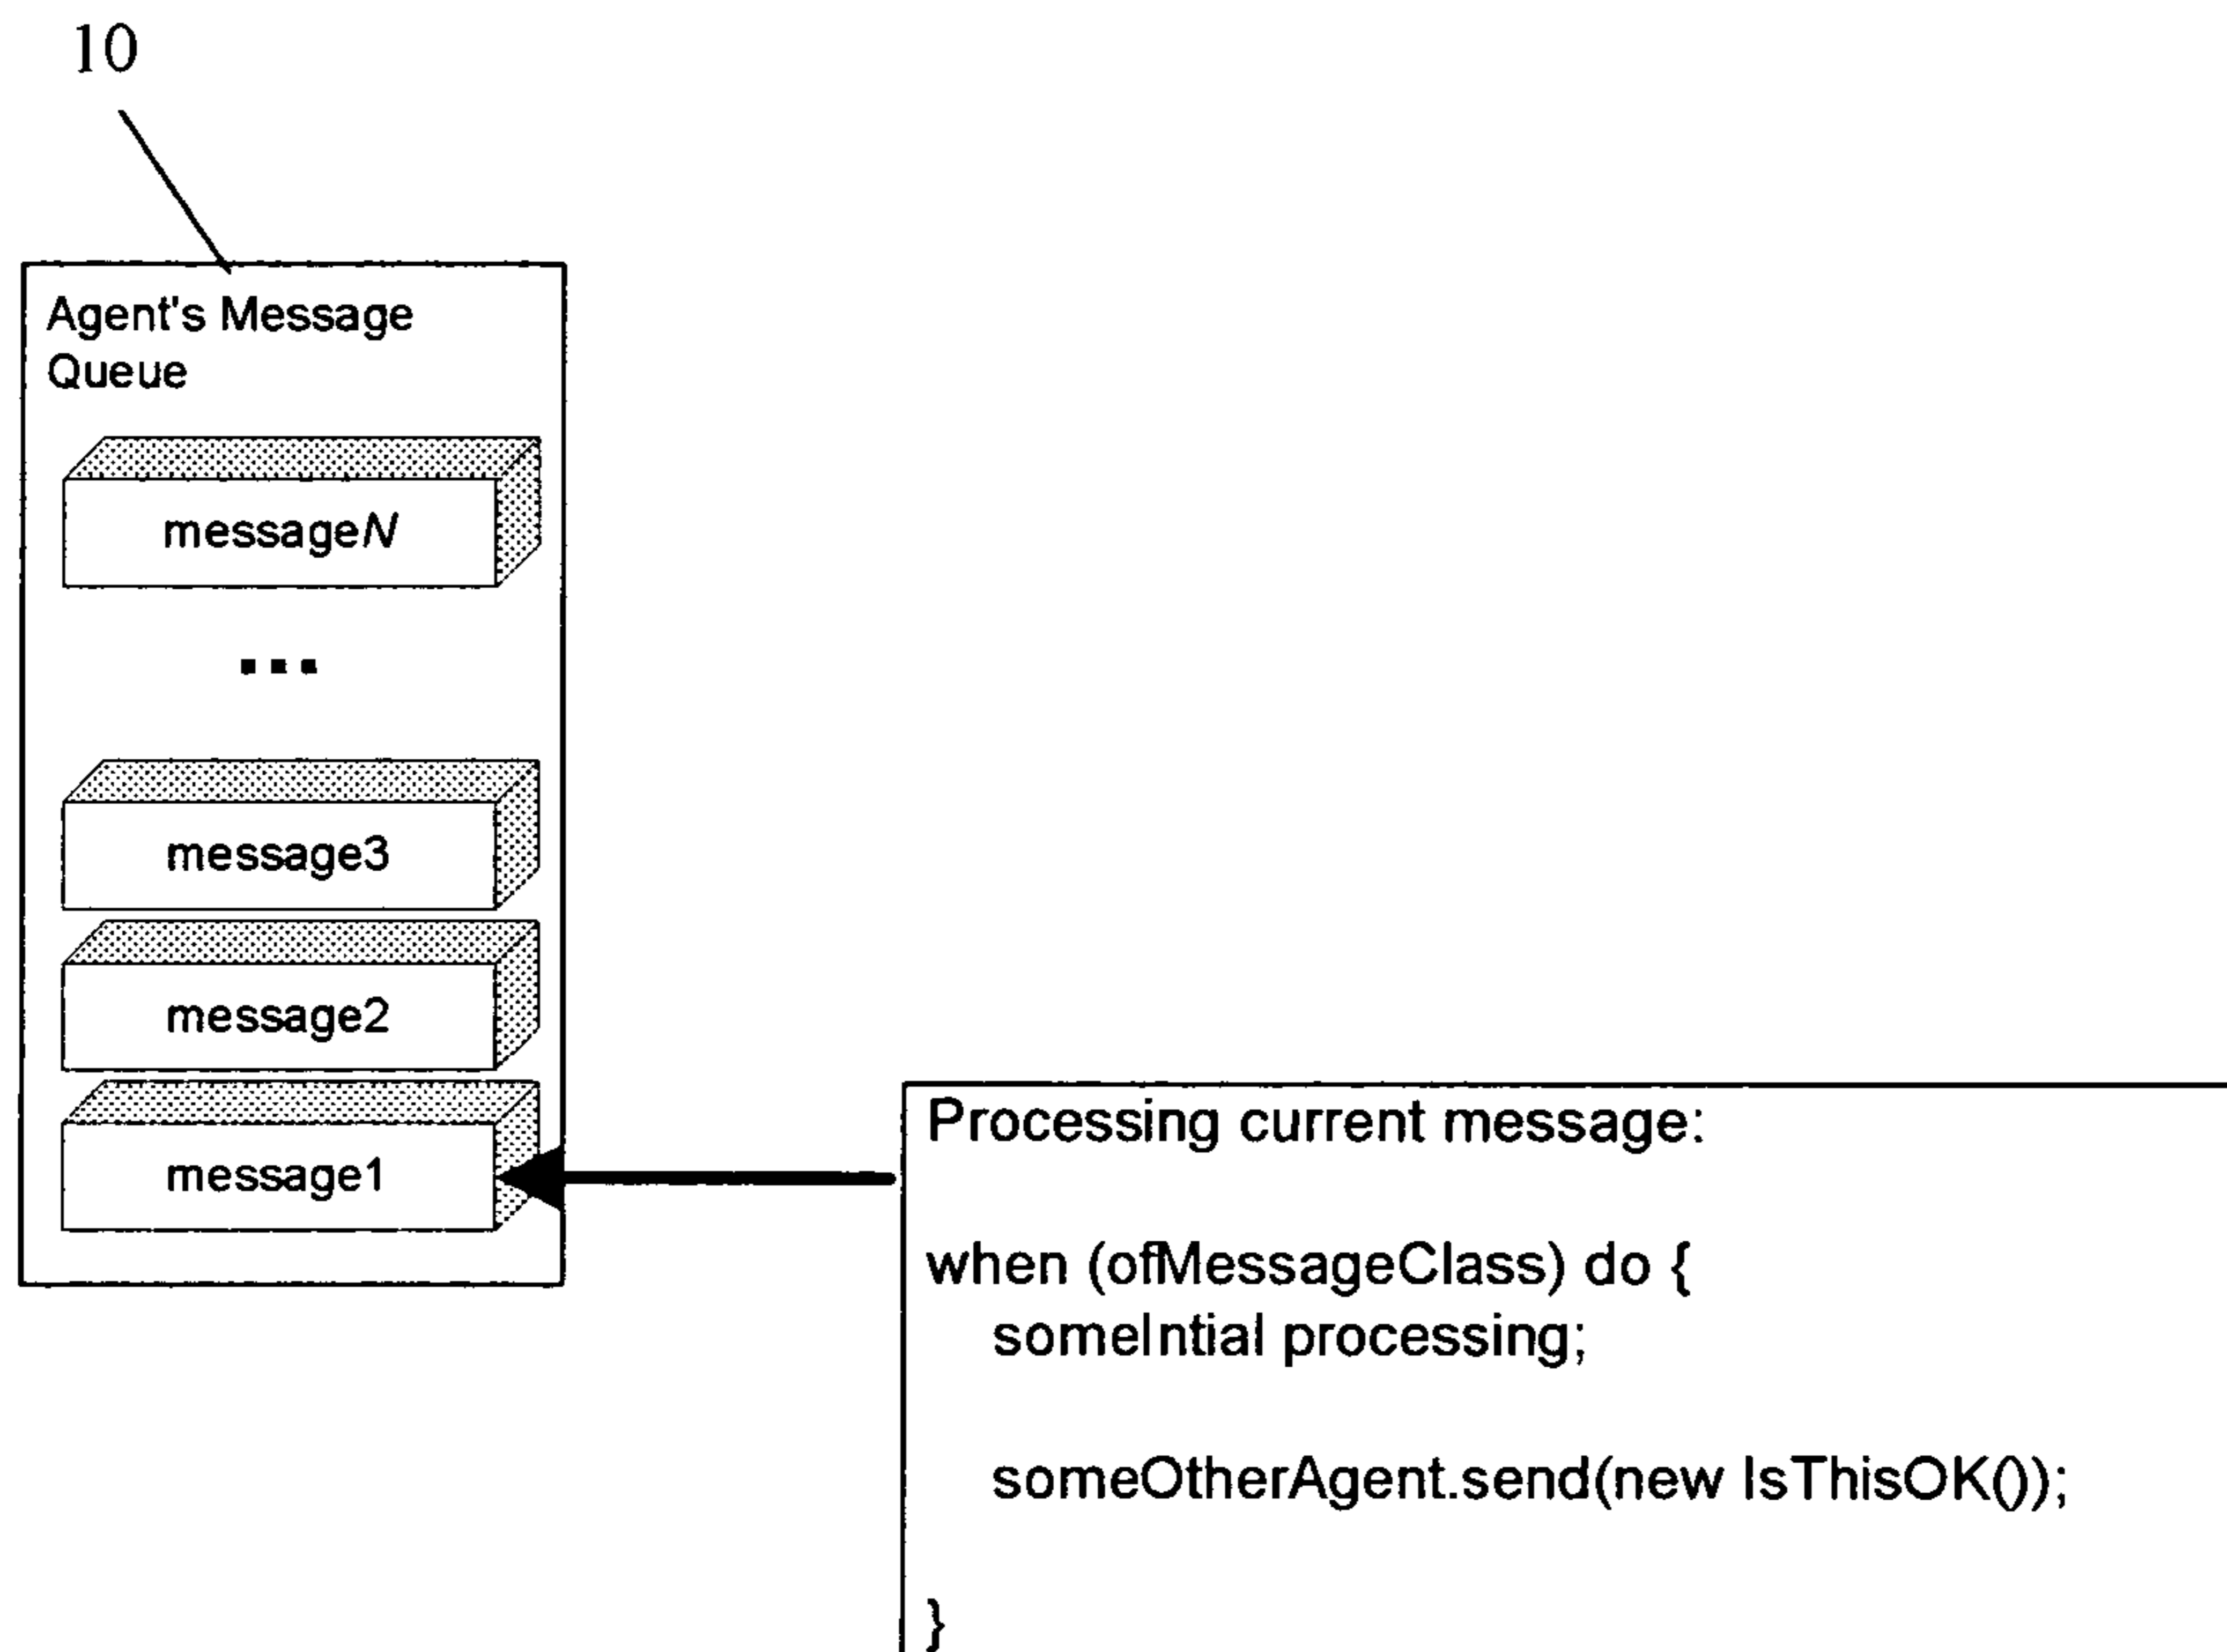 10
Agent's Message
Queue
messageN
...
message3
message2
message1
Processing current message:
when (ofMessageClass) do {
someIntial processing;
someOtherAgent.send(new IsThisOK());
}